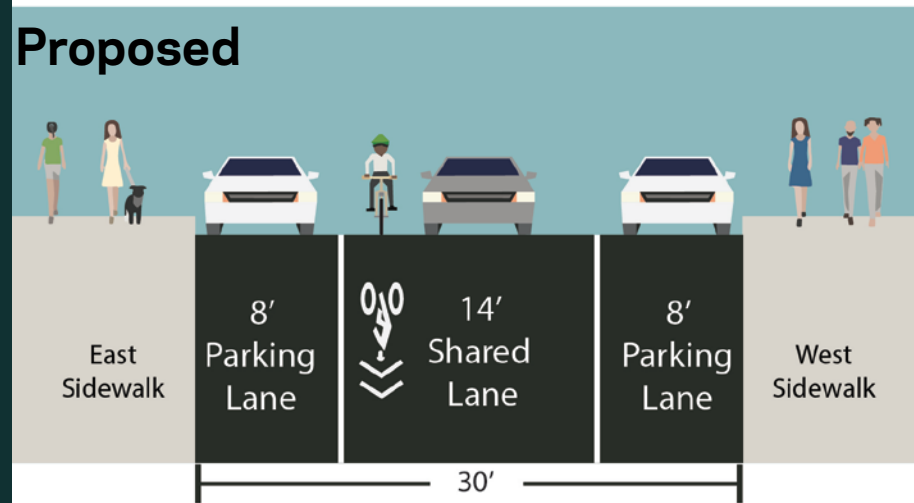 Proposed
East
Sidewalk
8′
Parking
Lane
14′
Shared
Lane
8′
Parking
Lane
West
Sidewalk
30′